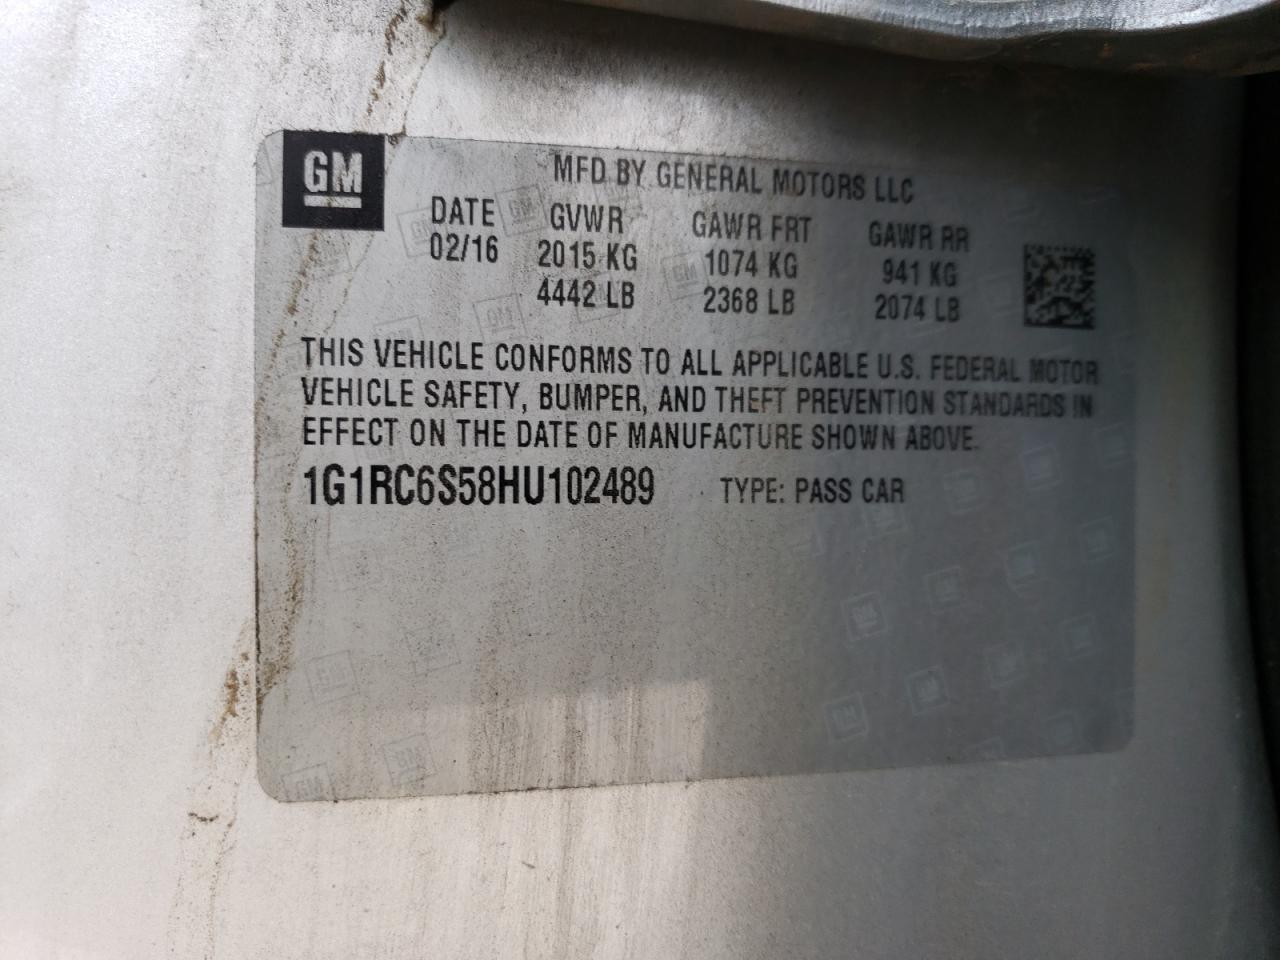 GM
MFD BY GENERAL MOTORS LLC
DATE GVWR GAWR FRT GAWR RR
02/16 2015 KG 1074 KG 941 KG
4442 LB 2368 LB 2074 LB
THIS VEHICLE CONFORMS TO ALL APPLICABLE U.S. FEDERAL MOTOR
VEHICLE SAFETY, BUMPER, AND THEFT PREVENTION STANDARDS IN
EFFECT ON THE DATE OF MANUFACTURE SHOWN ABOVE.
1G1RC6S58HU102489 TYPE: PASS CAR